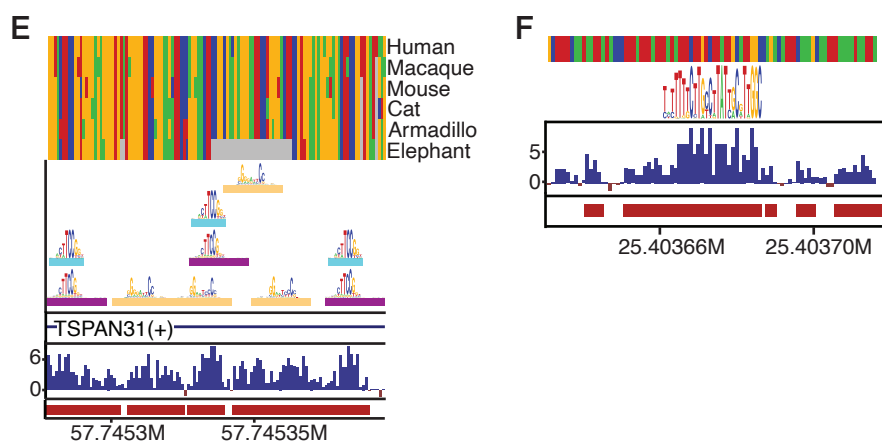 E
Human
Macaque
Mouse
Cat
Armadillo
Elephant
TSPAN31(+)
6
0
57.7453M
57.74535M
F
5
0
25.40366M
25.40370M